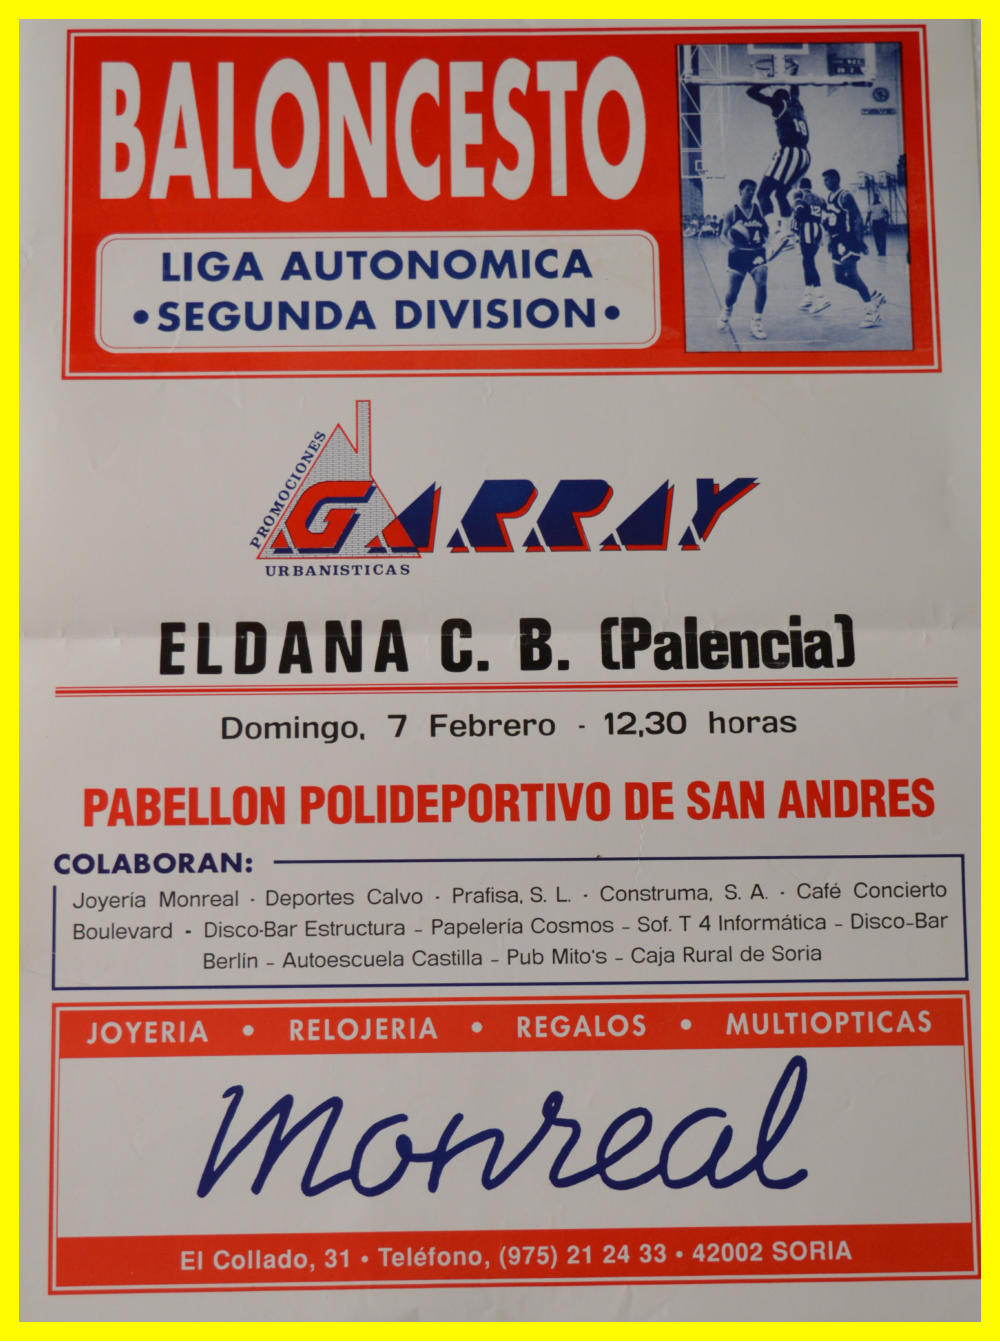 BALONCESTO
LIGA AUTONOMICA
•SEGUNDA DIVISION•
PROMOCIONES
GARRAY
URBANISTICAS
ELDANA C. B. (Palencia)
Domingo, 7 Febrero - 12,30 horas
PABELLON POLIDEPORTIVO DE SAN ANDRES
COLABORAN:
Joyería Monreal - Deportes Calvo - Prafisa, S. L. - Construma, S. A. - Café Concierto
Boulevard - Disco-Bar Estructura - Papelería Cosmos - Sof. T 4 Informática - Disco-Bar
Berlín - Autoescuela Castilla - Pub Mito's - Caja Rural de Soria
JOYERIA • RELOJERIA • REGALOS • MULTIOPTICAS
Monreal
El Collado, 31 • Teléfono, (975) 21 24 33 • 42002 SORIA